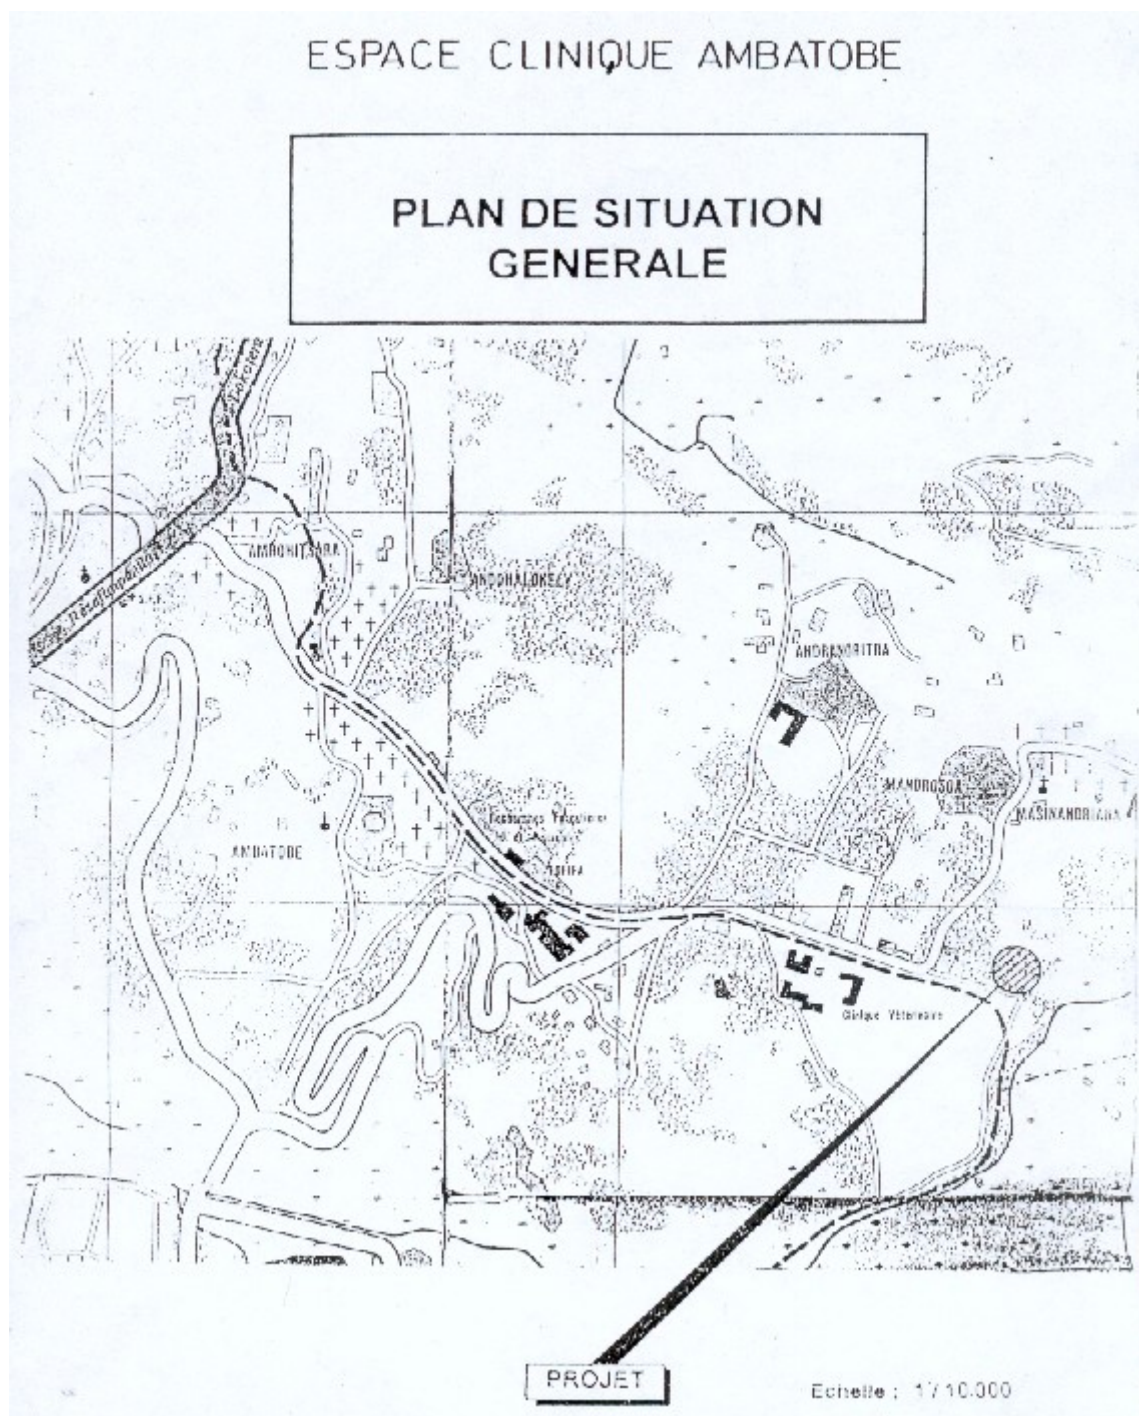 ESPACE CLINIQUE AMBATOBE
PLAN DE SITUATION
GENERALE
AMBOHITSARA
ANDOHALOKELY
ANDRANORITRA
MANDROSOA
MASINANDRIANA
AMBATOBE
Clinique Vétérinaire
PROJET
Echelle : 1/10.000